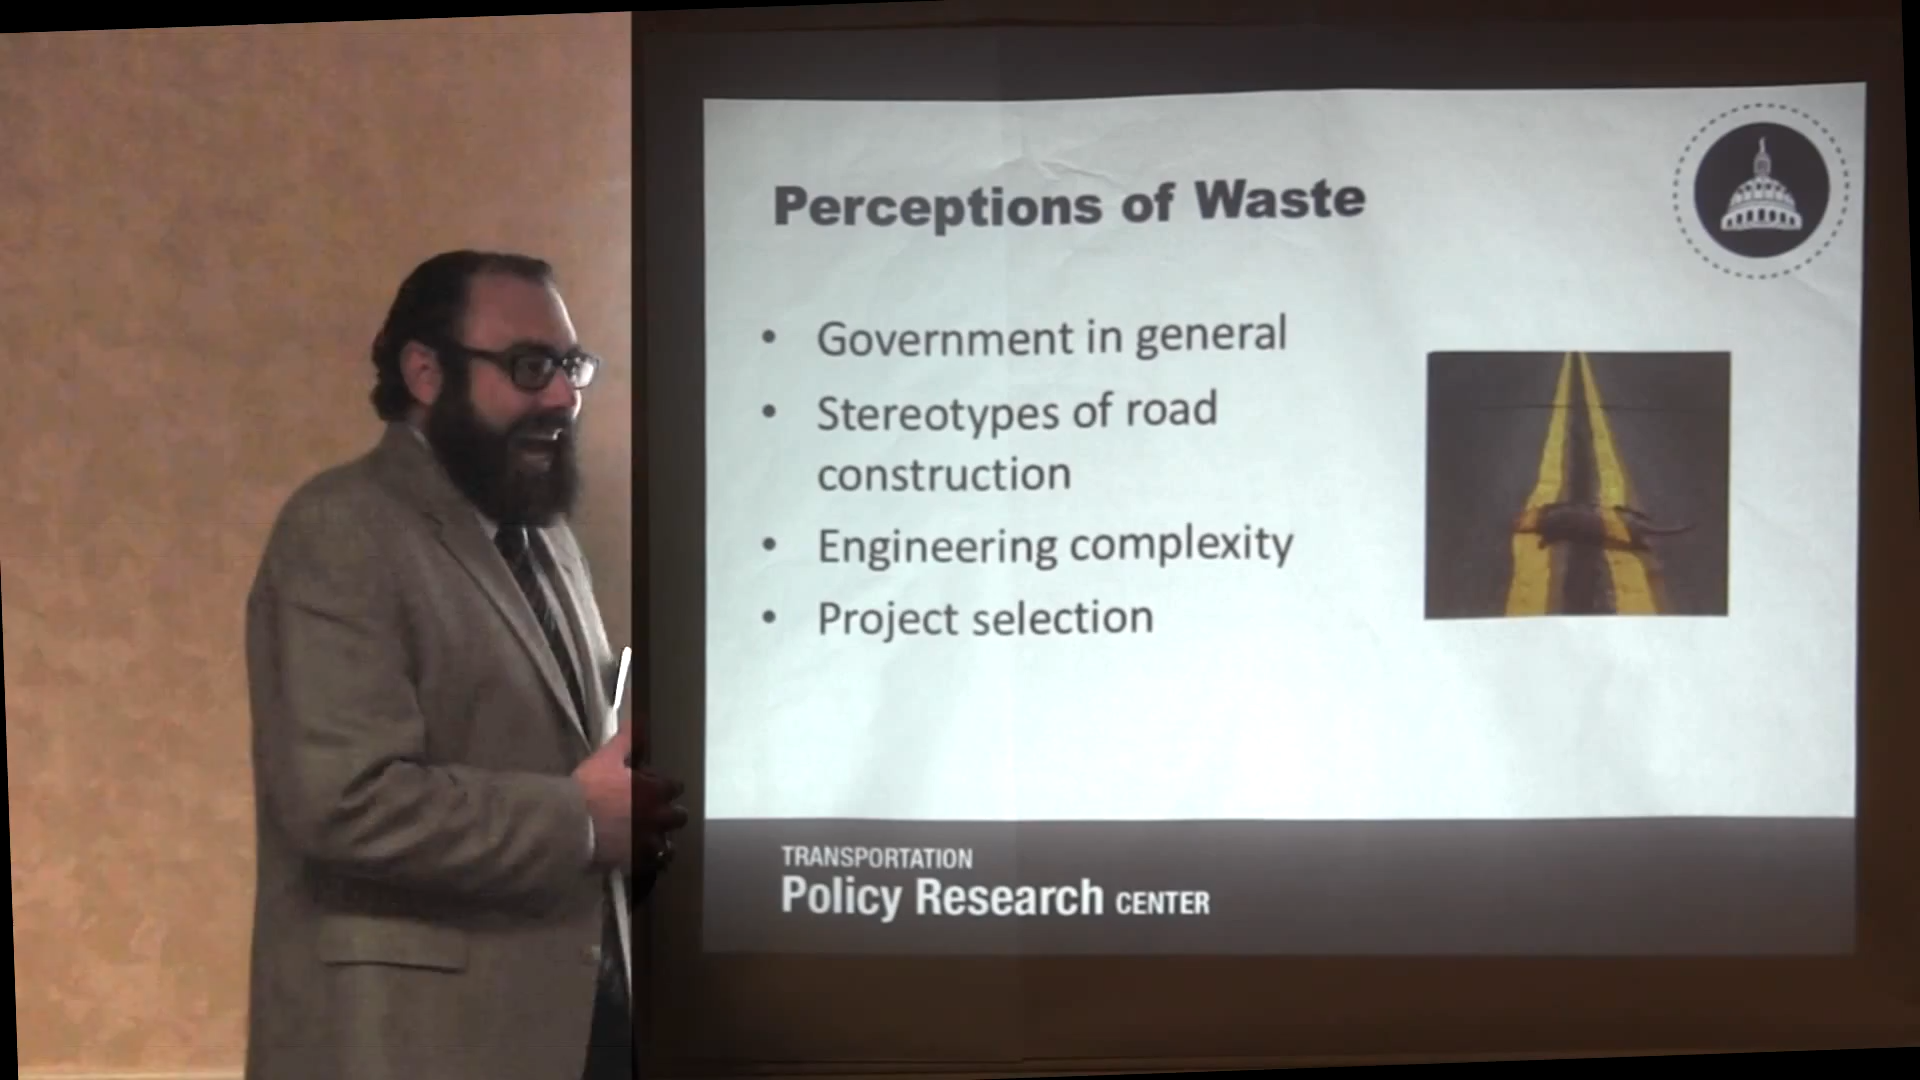 Perceptions of Waste
• Government in general
• Stereotypes of road
construction
• Engineering complexity
• Project selection
TRANSPORTATION
Policy Research CENTER